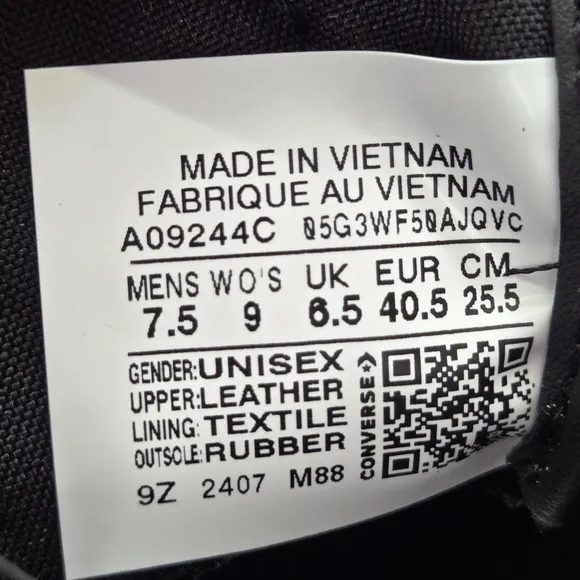 MADE IN VIETNAM
FABRIQUE AU VIETNAM
A09244C 05G3WF50AJQVC
MENS WO'S UK EUR CM
7.5 9 6.5 40.5 25.5
GENDER:UNISEX
UPPER:LEATHER
LINING:TEXTILE
OUTSOLE:RUBBER
CONVERSE
9Z 2407 M88